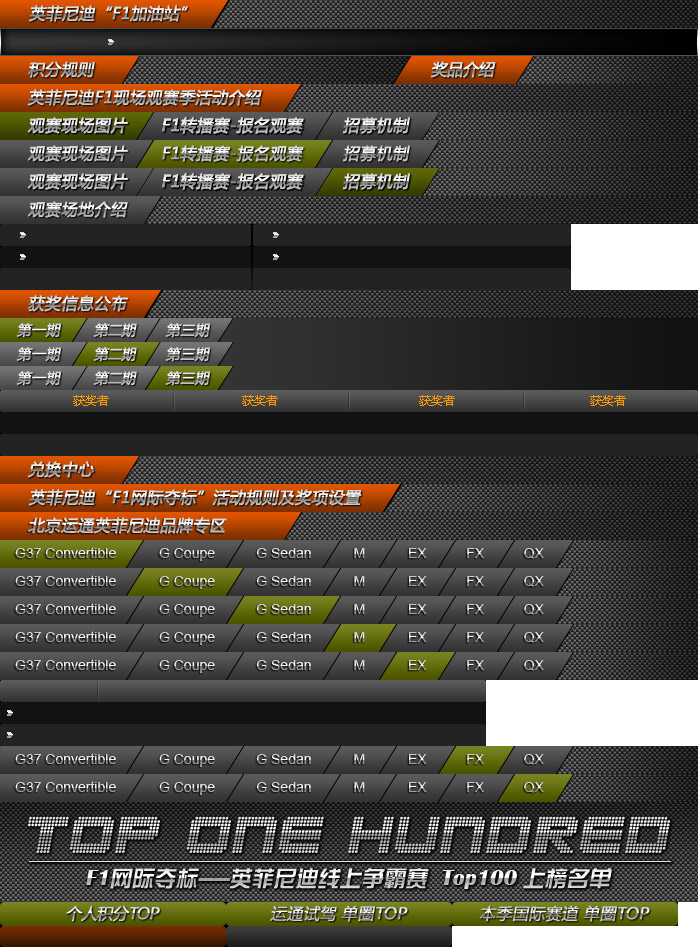 英菲尼迪“F1加油站”
积分规则 奖品介绍
英菲尼迪F1现场观赛季活动介绍
观赛现场图片 F1转播赛-报名观赛 招募机制
观赛现场图片 F1转播赛-报名观赛 招募机制
观赛现场图片 F1转播赛-报名观赛 招募机制
观赛场地介绍
获奖信息公布
第一期 第二期 第三期
第一期 第二期 第三期
第一期 第二期 第三期
获奖者 获奖者 获奖者 获奖者
兑换中心
英菲尼迪“F1网际夺标”活动规则及奖项设置
北京运通英菲尼迪品牌专区
G37 Convertible G Coupe G Sedan M EX FX QX
G37 Convertible G Coupe G Sedan M EX FX QX
G37 Convertible G Coupe G Sedan M EX FX QX
G37 Convertible G Coupe G Sedan M EX FX QX
G37 Convertible G Coupe G Sedan M EX FX QX
G37 Convertible G Coupe G Sedan M EX FX QX
G37 Convertible G Coupe G Sedan M EX FX QX
TOP ONE HUNDRED
F1网际夺标——英菲尼迪线上争霸赛 Top100 上榜名单
个人积分TOP 运通试驾 单圈TOP 本季国际赛道 单圈TOP